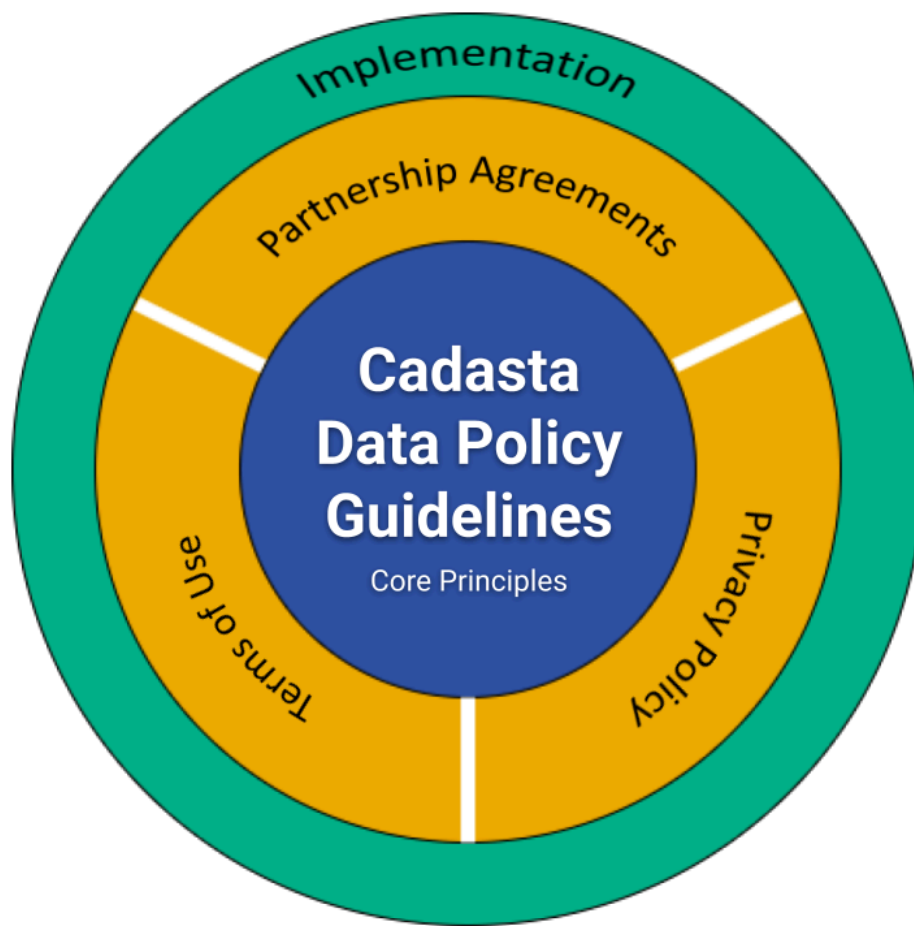 Implementation
Partnership Agreements
Cadasta
Data Policy
Guidelines
Core Principles
Terms of Use
Privacy Policy